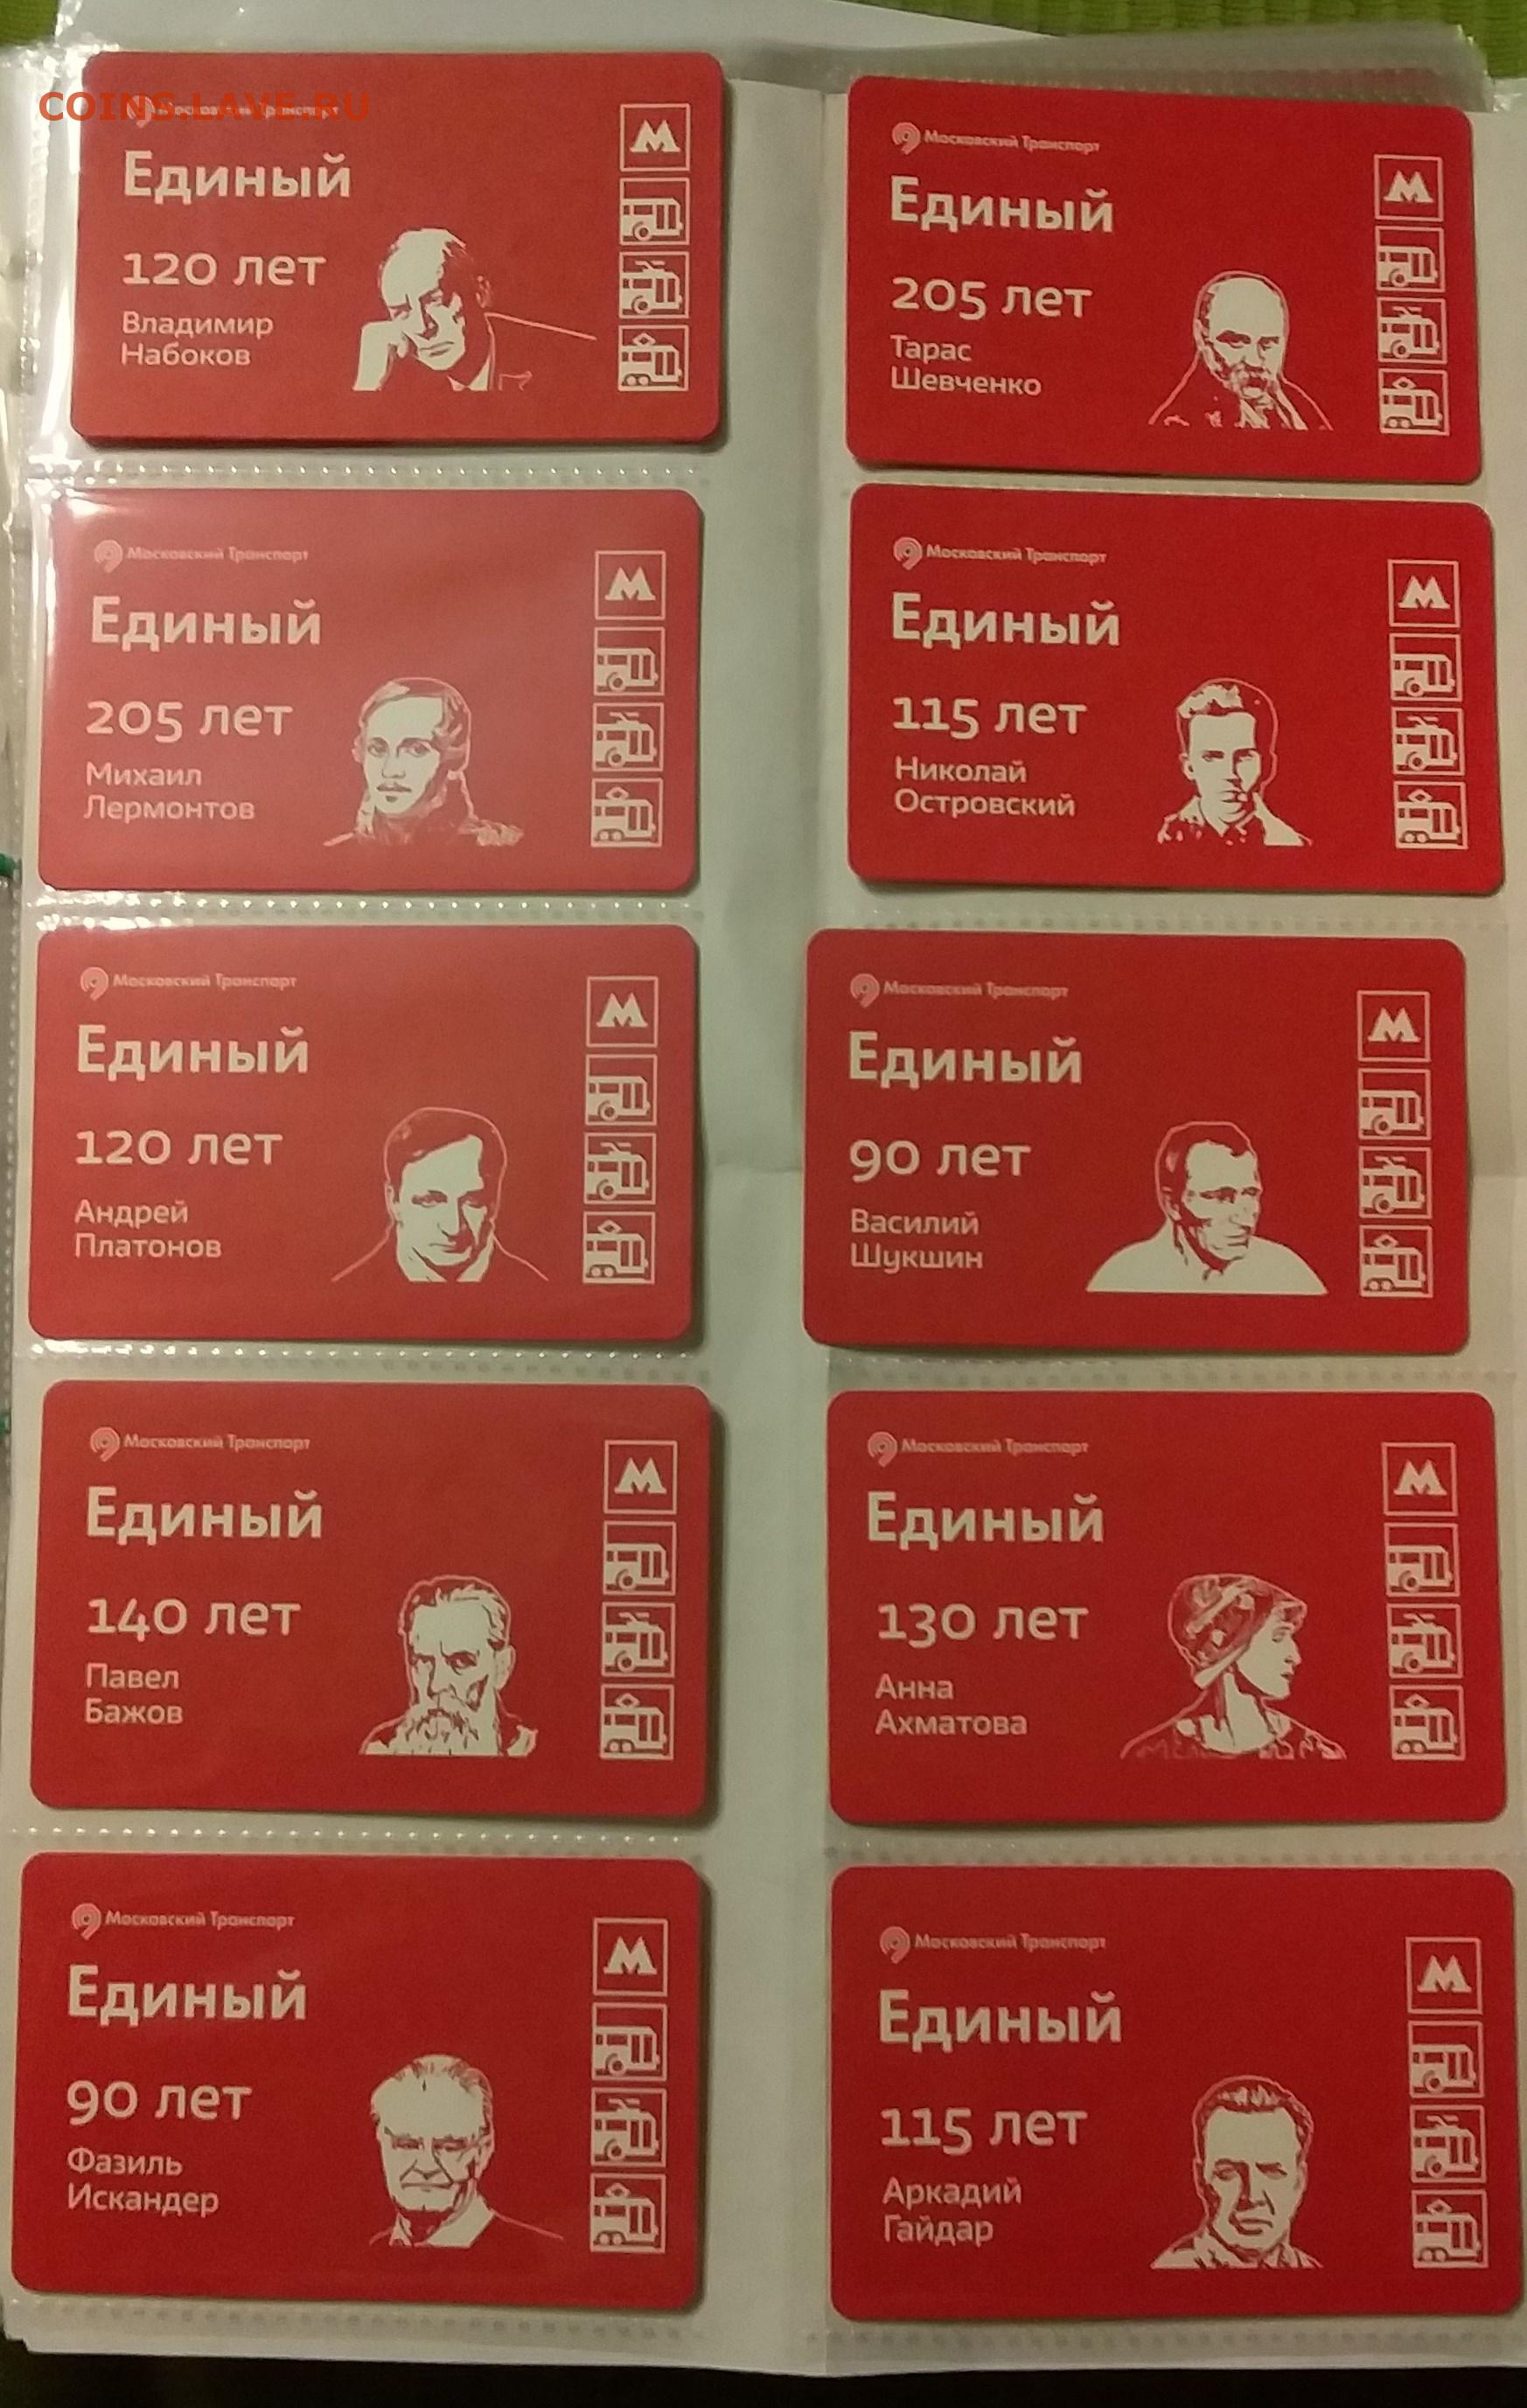 COINS.LAVE.RU
Московский Транспорт
Единый
120 лет
Владимир
Набоков
Московский Транспорт
Единый
205 лет
Тарас
Шевченко
Московский Транспорт
Единый
205 лет
Михаил
Лермонтов
Московский Транспорт
Единый
115 лет
Николай
Островский
Московский Транспорт
Единый
120 лет
Андрей
Платонов
Московский Транспорт
Единый
90 лет
Василий
Шукшин
Московский Транспорт
Единый
140 лет
Павел
Бажов
Московский Транспорт
Единый
130 лет
Анна
Ахматова
Московский Транспорт
Единый
90 лет
Фазиль
Искандер
Московский Транспорт
Единый
115 лет
Аркадий
Гайдар